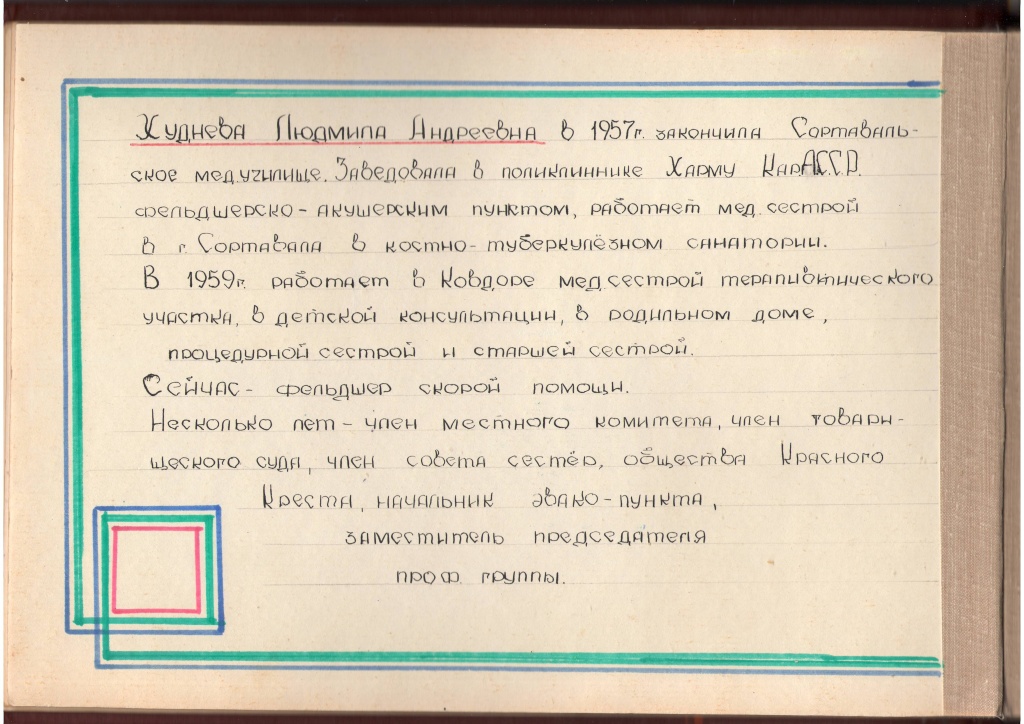 Худнева Людмила Андреевна в 1957г. закончила Сортаваль-
ское мед.училище. Заведовала в поликлиннике Харму КарАССР.
фельдшерско-акушерским пунктом, работает мед.сестрой
в г. Сортавала в костно-туберкулёзном санатории.
В 1959г. работает в Ковдоре мед.сестрой терапивтического
участка, в детской консультации, в родильном доме,
процедурной сестрой и старшей сестрой.
Сейчас - фельдшер скорой помощи.
Несколько лет - член местного комитета, член товари-
щеского суда, член совета сестёр, общества Красного
Креста, начальник эвако-пункта,
заместитель председателя
проф. группы.